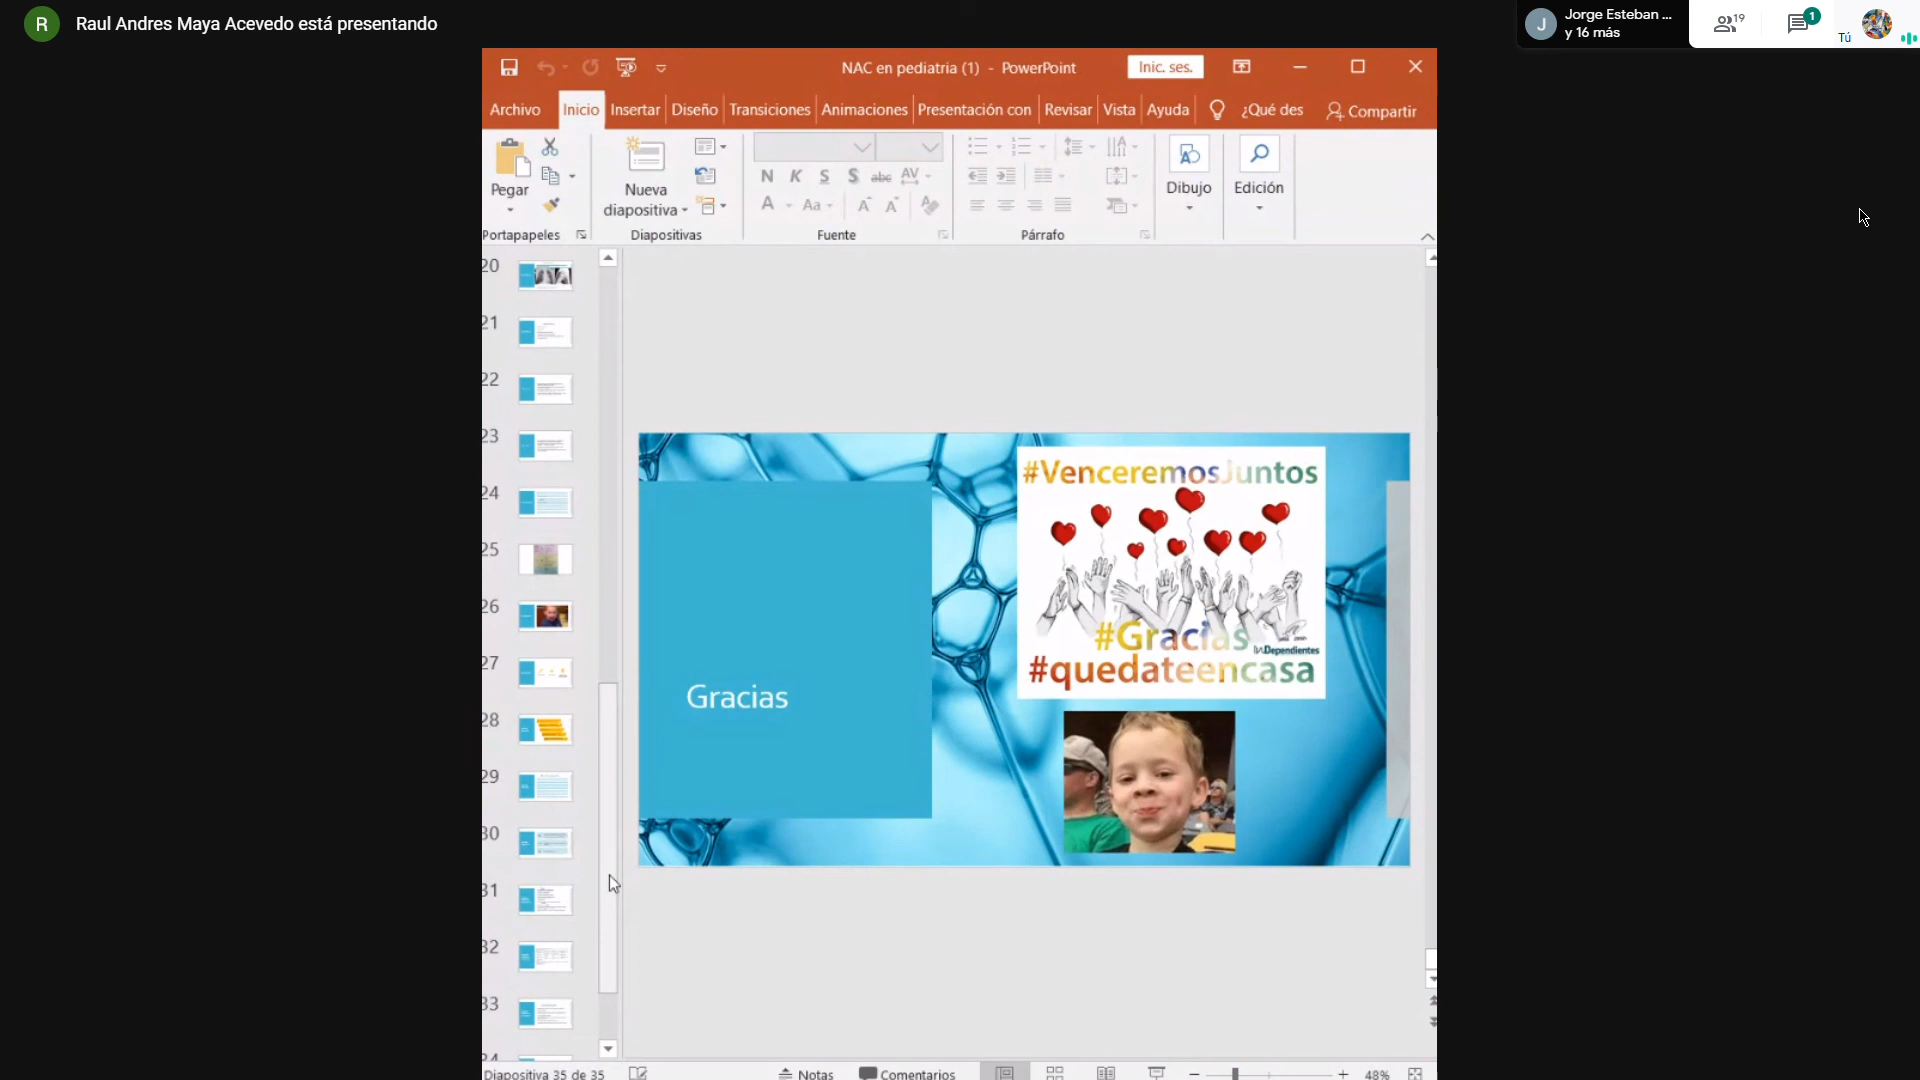 R
Raul Andres Maya Acevedo está presentando
J
Jorge Esteban ...
y 16 más
19
1
Tú
NAC en pediatria (1) - PowerPoint
Inic. ses.
Archivo
Inicio
Insertar
Diseño
Transiciones
Animaciones
Presentación con
Revisar
Vista
Ayuda
¿Qué des
Compartir
Pegar
Nueva
diapositiva
N K S S abc AV
A Aa A A
Dibujo
Edición
Portapapeles
Diapositivas
Fuente
Párrafo
20
21
22
23
24
25
26
27
28
29
30
31
32
33
34
#VenceremosJuntos
#Gracias
InDependientes
#quedateencasa
Gracias
Diapositiva 35 de 35
Notas
Comentarios
48%